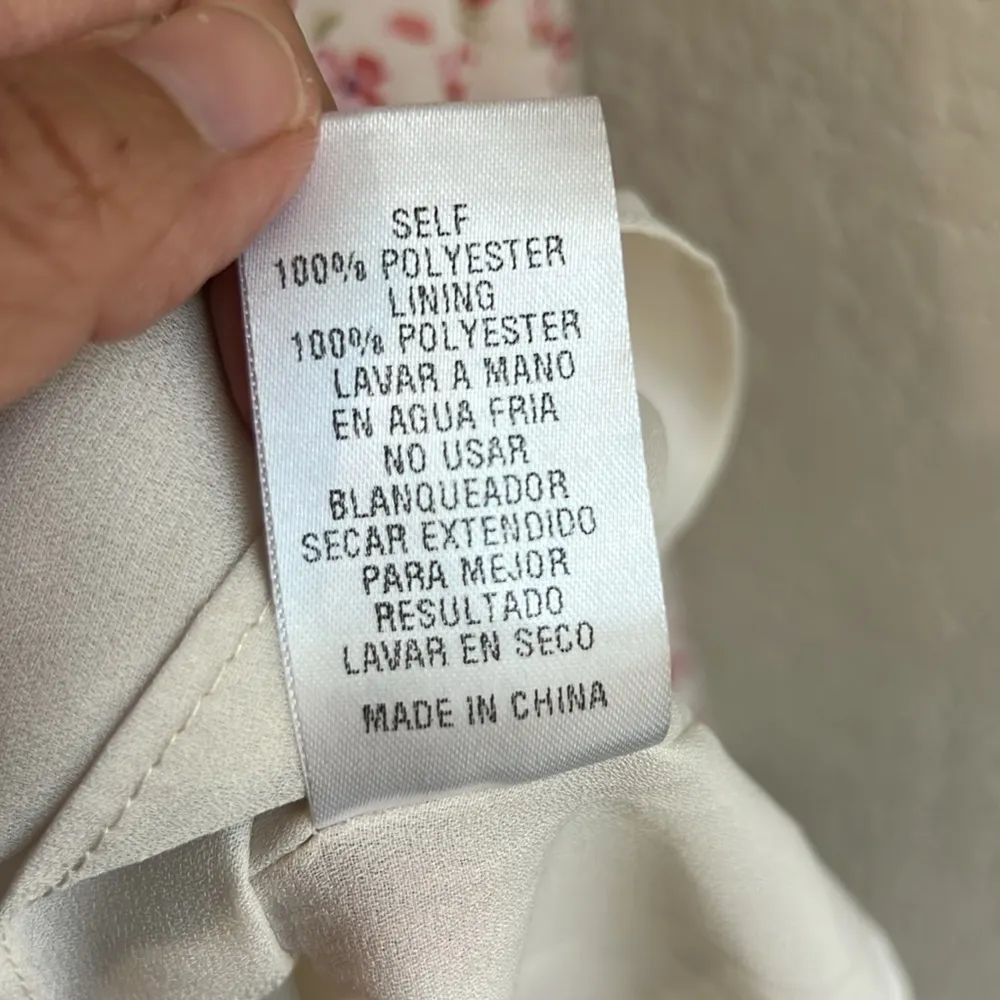 SELF
100% POLYESTER
LINING
100% POLYESTER
LAVAR A MANO
EN AGUA FRIA
NO USAR
BLANQUEADOR
SECAR EXTENDIDO
PARA MEJOR
RESULTADO
LAVAR EN SECO
MADE IN CHINA